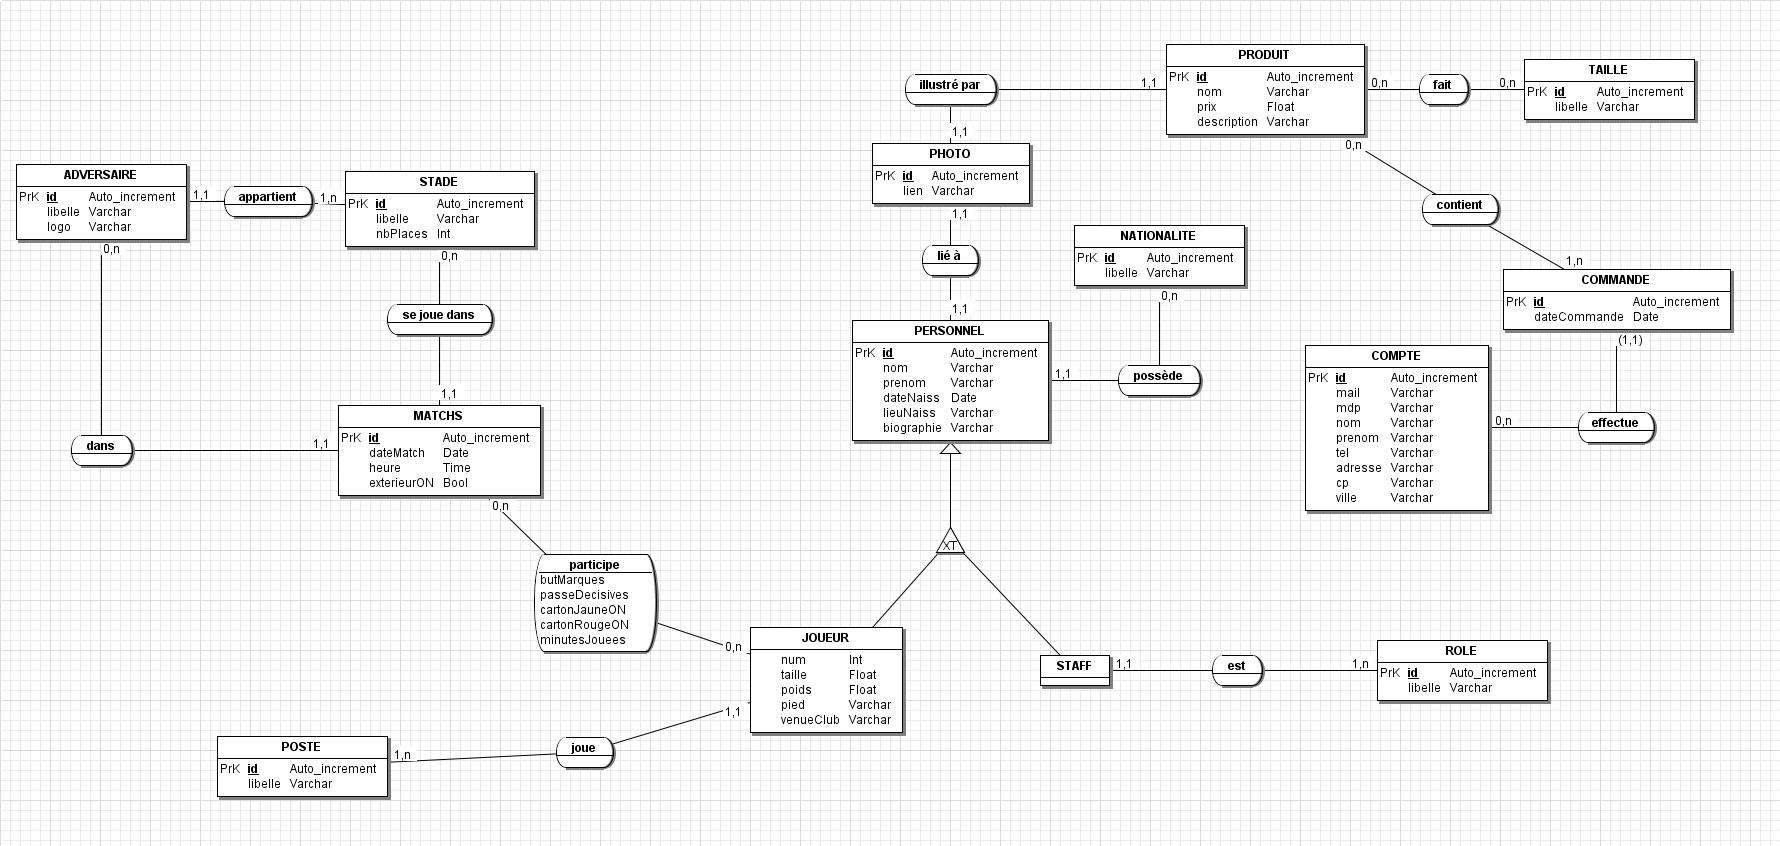 PRODUIT
PrK id Auto_increment
nom Varchar
prix Float
description Varchar
illustré par
1,1
1,1
0,n
fait
0,n
TAILLE
PrK id Auto_increment
libelle Varchar
PHOTO
PrK id Auto_increment
lien Varchar
1,1
lié à
1,1
0,n
contient
1,n
ADVERSAIRE
PrK id Auto_increment
libelle Varchar
logo Varchar
1,1
appartient
1,n
STADE
PrK id Auto_increment
libelle Varchar
nbPlaces Int
0,n
0,n
se joue dans
1,1
NATIONALITE
PrK id Auto_increment
libelle Varchar
0,n
COMMANDE
PrK id Auto_increment
dateCommande Date
(1,1)
PERSONNEL
PrK id Auto_increment
nom Varchar
prenom Varchar
dateNaiss Date
lieuNaiss Varchar
biographie Varchar
1,1
possède
COMPTE
PrK id Auto_increment
mail Varchar
mdp Varchar
nom Varchar
prenom Varchar
tel Varchar
adresse Varchar
cp Varchar
ville Varchar
0,n
effectue
dans
1,1
MATCHS
PrK id Auto_increment
dateMatch Date
heure Time
exterieurON Bool
0,n
participe
butMarques
passeDecisives
cartonJauneON
cartonRougeON
minutesJouees
0,n
XT
JOUEUR
num Int
taille Float
poids Float
pied Varchar
venueClub Varchar
1,1
STAFF
1,1
est
1,n
ROLE
PrK id Auto_increment
libelle Varchar
POSTE
PrK id Auto_increment
libelle Varchar
1,n
joue